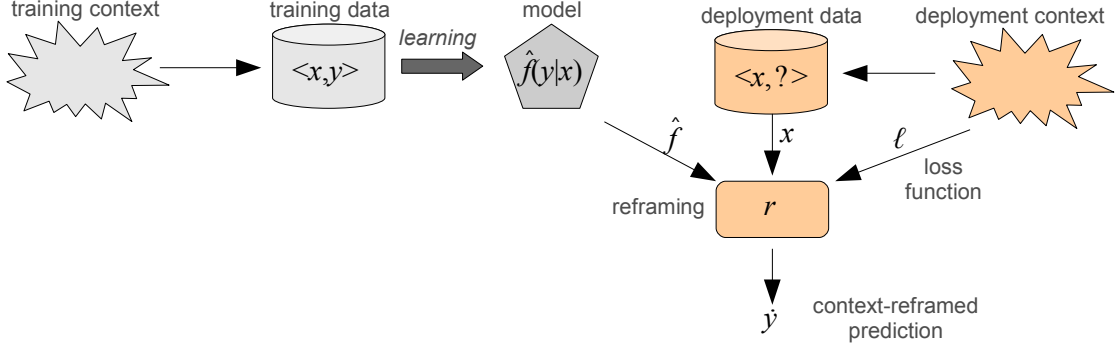 training context
training data
model
deployment data
deployment context
learning
<x,y>
f̂(y|x)
<x,?>
f̂
x
ℓ
loss
function
reframing
r
ẏ
context-reframed
prediction